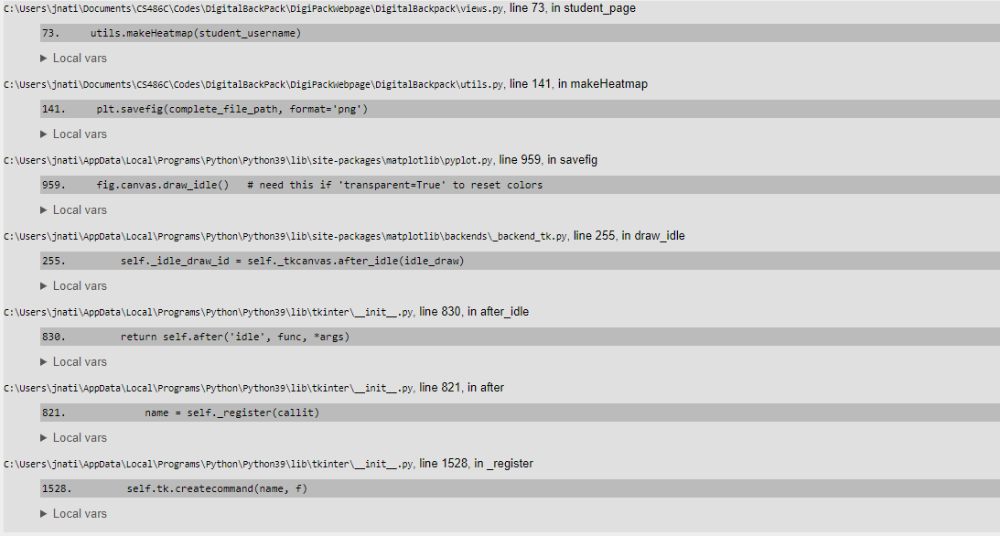 C:\Users\jnati\Documents\CS486C\Codes\DigitalBackPack\DigiPackWebpage\DigitalBackpack\views.py, line 73, in student_page
73. utils.makeHeatmap(student_username)
▶ Local vars
C:\Users\jnati\Documents\CS486C\Codes\DigitalBackPack\DigiPackWebpage\DigitalBackpack\utils.py, line 141, in makeHeatmap
141. plt.savefig(complete_file_path, format='png')
▶ Local vars
C:\Users\jnati\AppData\Local\Programs\Python\Python39\lib\site-packages\matplotlib\pyplot.py, line 959, in savefig
959. fig.canvas.draw_idle() # need this if 'transparent=True' to reset colors
▶ Local vars
C:\Users\jnati\AppData\Local\Programs\Python\Python39\lib\site-packages\matplotlib\backends\_backend_tk.py, line 255, in draw_idle
255. self._idle_draw_id = self._tkcanvas.after_idle(idle_draw)
▶ Local vars
C:\Users\jnati\AppData\Local\Programs\Python\Python39\lib\tkinter\__init__.py, line 830, in after_idle
830. return self.after('idle', func, *args)
▶ Local vars
C:\Users\jnati\AppData\Local\Programs\Python\Python39\lib\tkinter\__init__.py, line 821, in after
821. name = self._register(callit)
▶ Local vars
C:\Users\jnati\AppData\Local\Programs\Python\Python39\lib\tkinter\__init__.py, line 1528, in _register
1528. self.tk.createcommand(name, f)
▶ Local vars